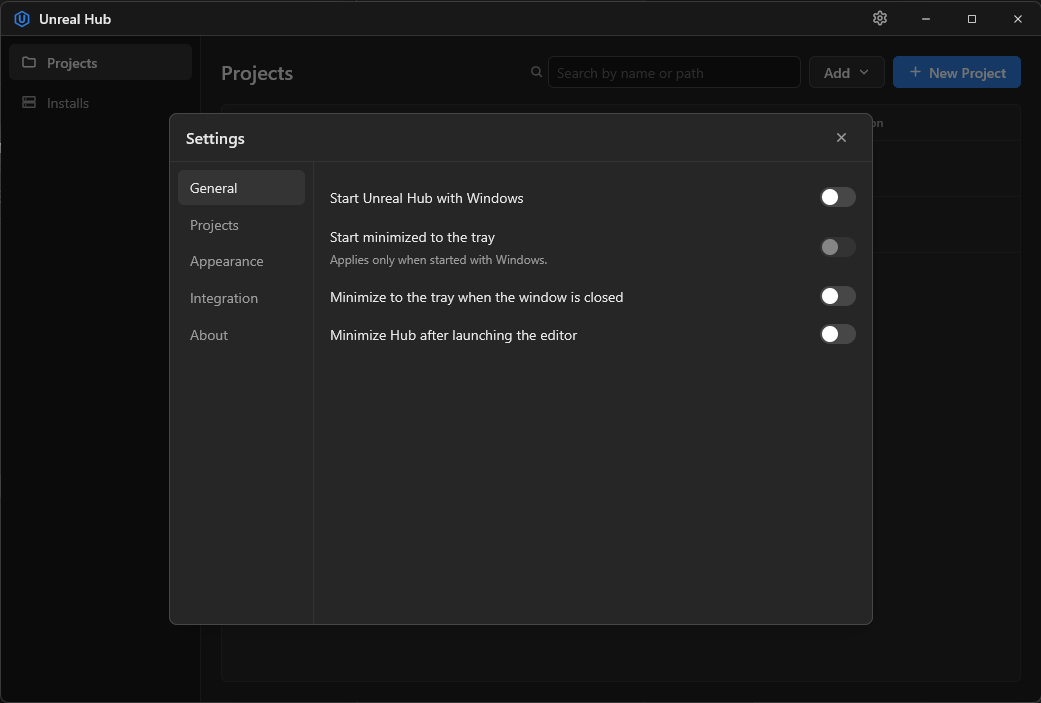 Unreal Hub
Projects
Installs
Projects
Search by name or path
Add
New Project
Settings
General
Projects
Appearance
Integration
About
Start Unreal Hub with Windows
Start minimized to the tray
Applies only when started with Windows.
Minimize to the tray when the window is closed
Minimize Hub after launching the editor